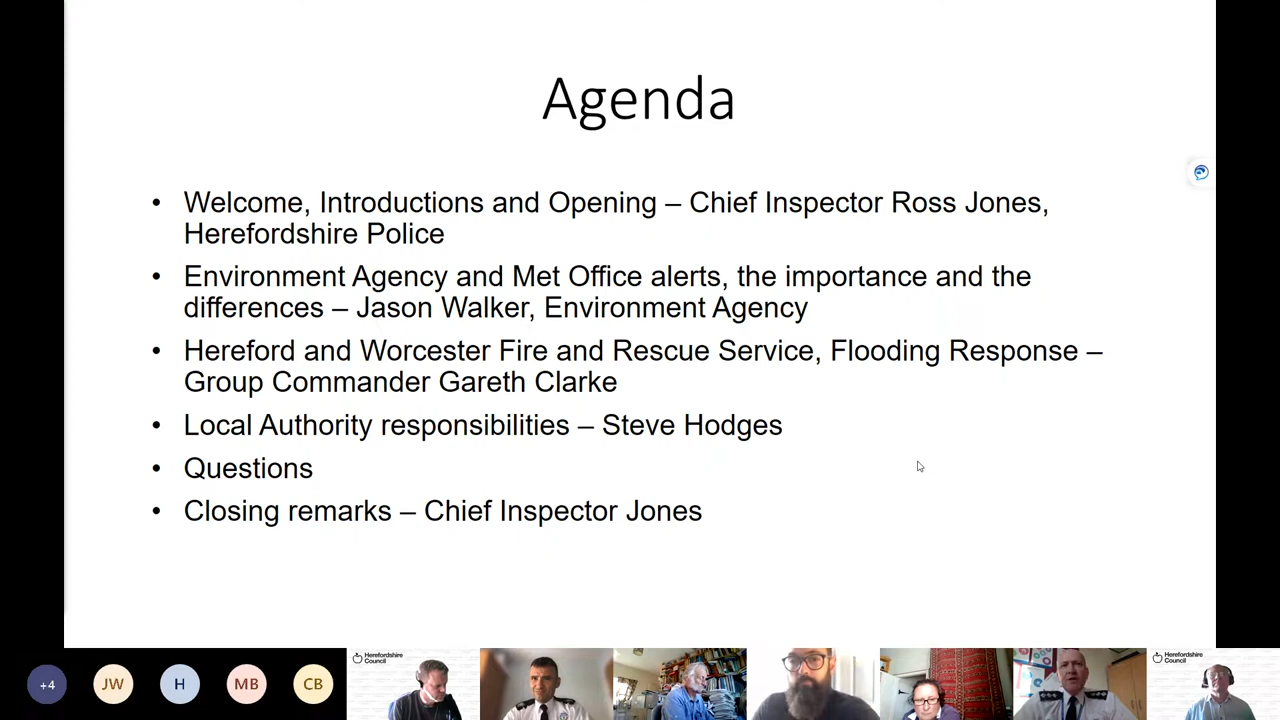 Agenda
• Welcome, Introductions and Opening – Chief Inspector Ross Jones,
Herefordshire Police
• Environment Agency and Met Office alerts, the importance and the
differences – Jason Walker, Environment Agency
• Hereford and Worcester Fire and Rescue Service, Flooding Response –
Group Commander Gareth Clarke
• Local Authority responsibilities – Steve Hodges
• Questions
• Closing remarks – Chief Inspector Jones
+4
JW
H
MB
CB
Herefordshire
Council
Herefordshire
Council